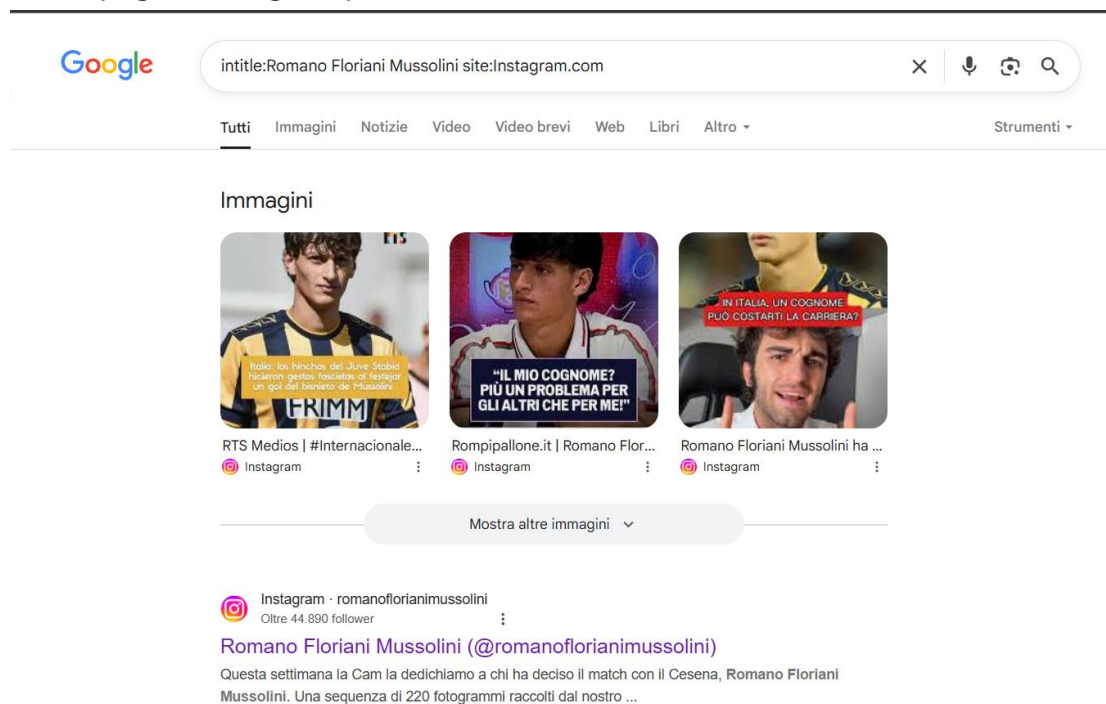 Google
intitle:Romano Floriani Mussolini site:Instagram.com
Tutti Immagini Notizie Video Video brevi Web Libri Altro Strumenti
Immagini
RTS
Italia: los hinchas del Juve Stabia
hicieron gestos fascistas al festejar
un gol del bisnieto de Mussolini
FRIMM
"IL MIO COGNOME?
PIÙ UN PROBLEMA PER
GLI ALTRI CHE PER ME!"
IN ITALIA, UN COGNOME
PUÒ COSTARTI LA CARRIERA?
RTS Medios | #Internacionale...
Instagram
Rompipallone.it | Romano Flor...
Instagram
Romano Floriani Mussolini ha ...
Instagram
Mostra altre immagini
Instagram · romanoflorianimussolini
Oltre 44.890 follower
Romano Floriani Mussolini (@romanoflorianimussolini)
Questa settimana la Cam la dedichiamo a chi ha deciso il match con il Cesena, Romano Floriani
Mussolini. Una sequenza di 220 fotogrammi raccolti dal nostro ...